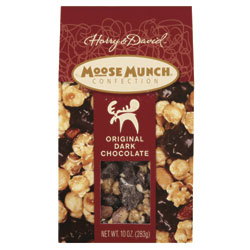 Harry & David
MOOSE MUNCH®
CONFECTION
ORIGINAL
DARK
CHOCOLATE
NET WT. 10 OZ. (283g)